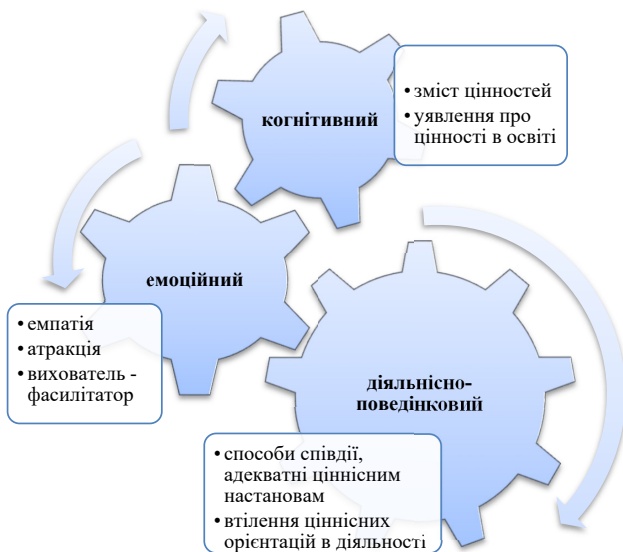 когнитивний
• зміст цінностей
• уявлення про
цінності в освіті
емоційний
• емпатія
• атракція
• вихователь -
фасилітатор
діяльнісно-
поведінковий
• способи співдії,
адекватні ціннісним
настановам
• втілення ціннісних
орієнтацій в діяльності